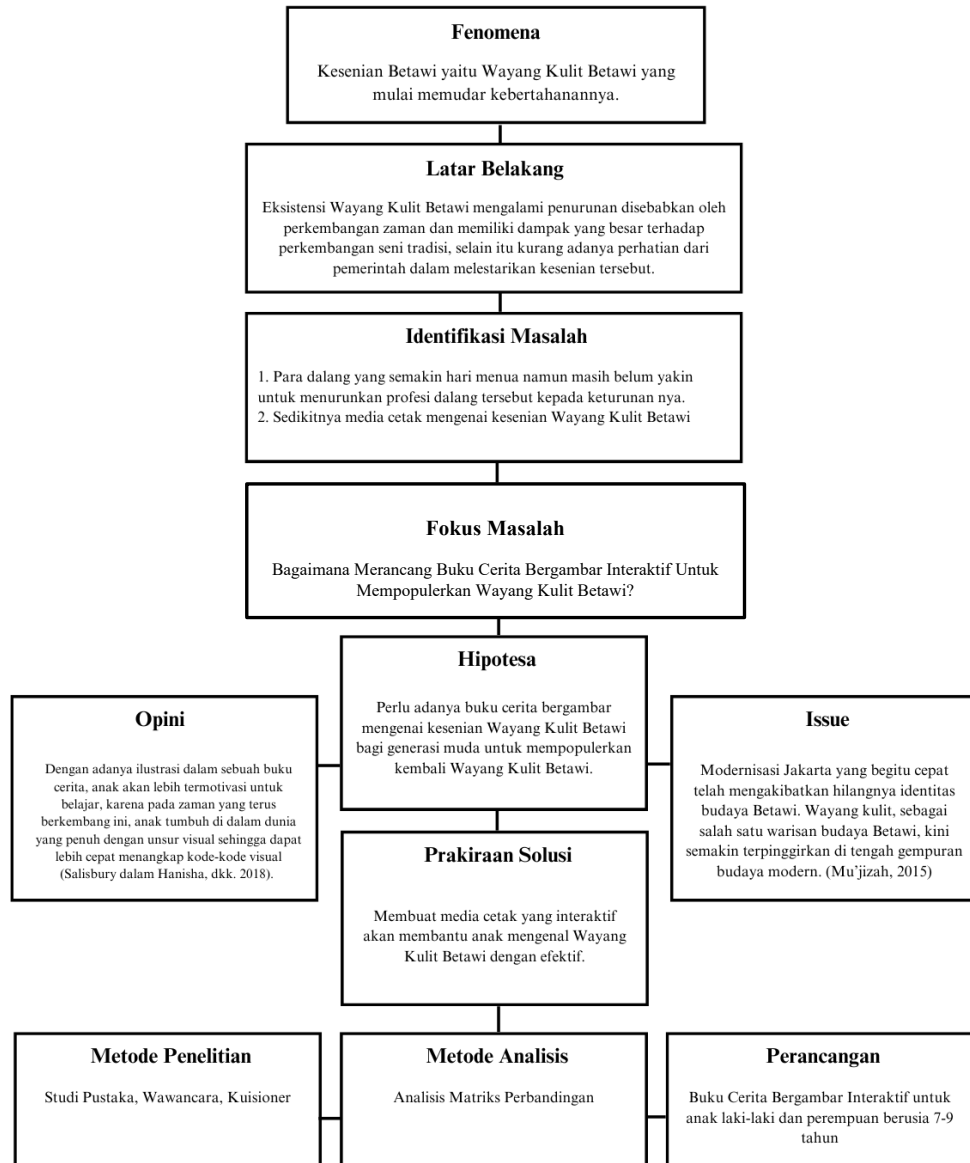 Fenomena
Kesenian Betawi yaitu Wayang Kulit Betawi yang
mulai memudar kebertahanannya.
Latar Belakang
Eksistensi Wayang Kulit Betawi mengalami penurunan disebabkan oleh
perkembangan zaman dan memiliki dampak yang besar terhadap
perkembangan seni tradisi, selain itu kurang adanya perhatian dari
pemerintah dalam melestarikan kesenian tersebut.
Identifikasi Masalah
1. Para dalang yang semakin hari menua namun masih belum yakin
untuk menurunkan profesi dalang tersebut kepada keturunan nya.
2. Sedikitnya media cetak mengenai kesenian Wayang Kulit Betawi
Fokus Masalah
Bagaimana Merancang Buku Cerita Bergambar Interaktif Untuk
Mempopulerkan Wayang Kulit Betawi?
Hipotesa
Perlu adanya buku cerita bergambar
mengenai kesenian Wayang Kulit Betawi
bagi generasi muda untuk mempopulerkan
kembali Wayang Kulit Betawi.
Opini
Dengan adanya ilustrasi dalam sebuah buku
cerita, anak akan lebih termotivasi untuk
belajar, karena pada zaman yang terus
berkembang ini, anak tumbuh di dalam dunia
yang penuh dengan unsur visual sehingga dapat
lebih cepat menangkap kode-kode visual
(Salisbury dalam Hanisha, dkk. 2018).
Issue
Modernisasi Jakarta yang begitu cepat
telah mengakibatkan hilangnya identitas
budaya Betawi. Wayang kulit, sebagai
salah satu warisan budaya Betawi, kini
semakin terpinggirkan di tengah gempuran
budaya modern. (Mu’jizah, 2015)
Prakiraan Solusi
Membuat media cetak yang interaktif
akan membantu anak mengenal Wayang
Kulit Betawi dengan efektif.
Metode Penelitian
Studi Pustaka, Wawancara, Kuisioner
Metode Analisis
Analisis Matriks Perbandingan
Perancangan
Buku Cerita Bergambar Interaktif untuk
anak laki-laki dan perempuan berusia 7-9
tahun